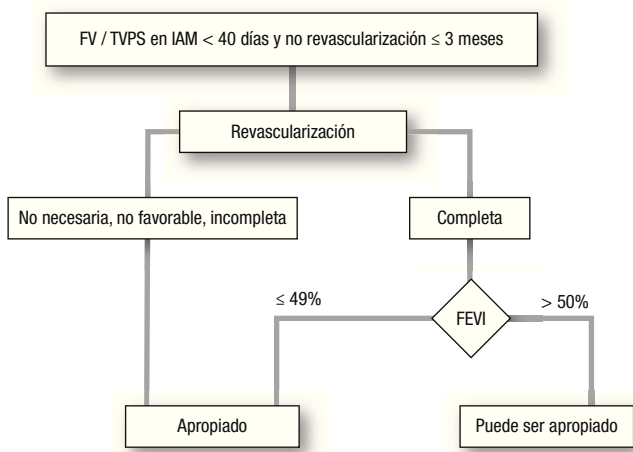 FV / TVPS en IAM < 40 días y no revascularización ≤ 3 meses
Revascularización
No necesaria, no favorable, incompleta
Completa
≤ 49%
> 50%
FEVI
Apropiado
Puede ser apropiado